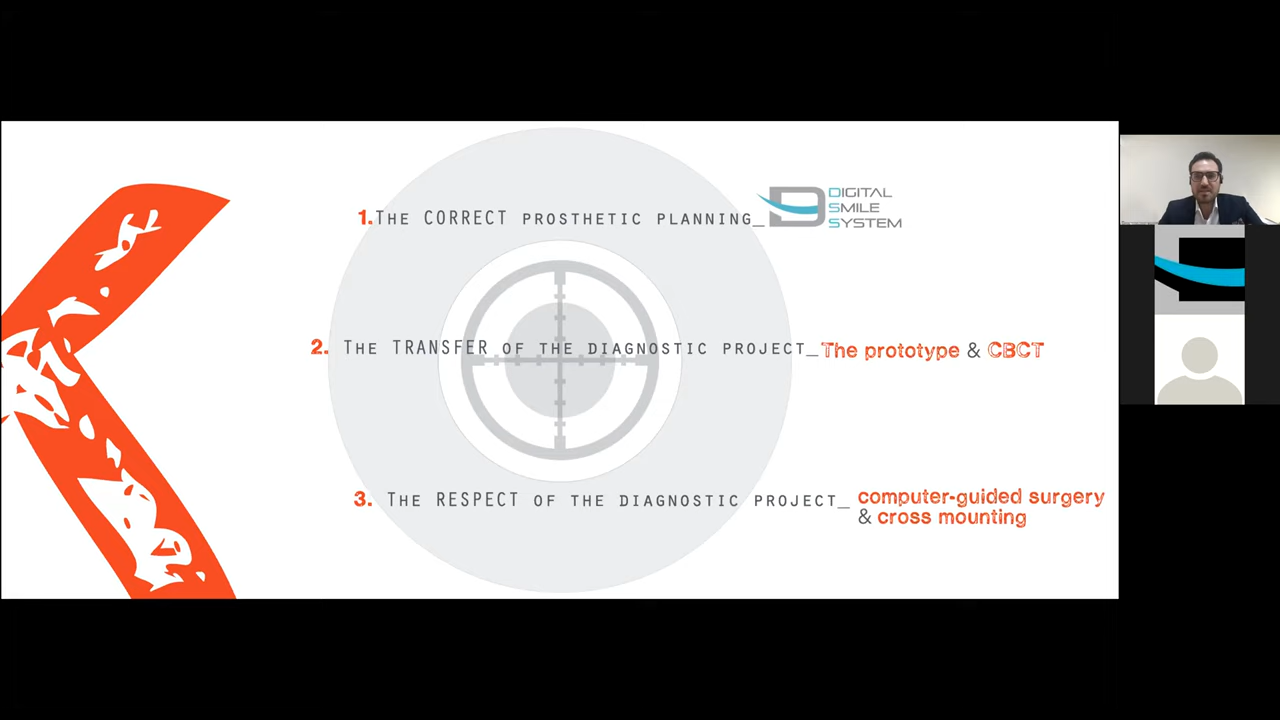 1. THE CORRECT PROSTHETIC PLANNING_
DIGITAL
SMILE
SYSTEM
2. THE TRANSFER OF THE DIAGNOSTIC PROJECT_The prototype & CBCT
3. THE RESPECT OF THE DIAGNOSTIC PROJECT_ computer-guided surgery
& cross mounting